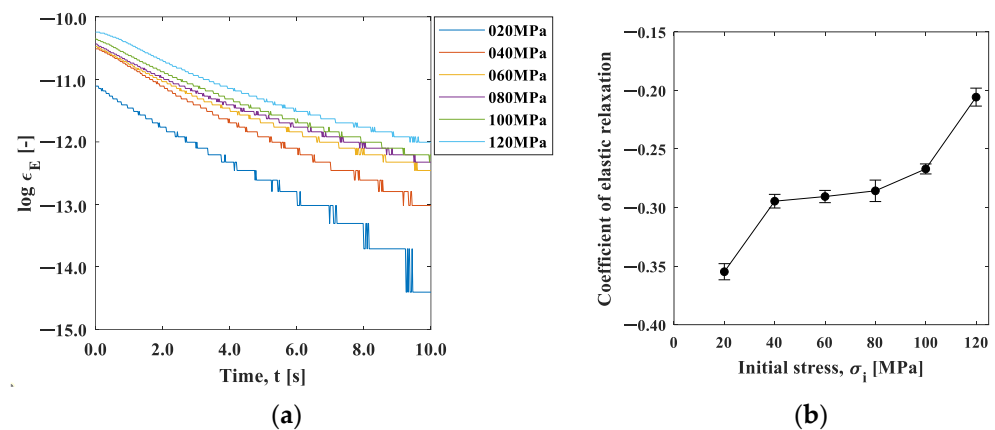 −10.0
−11.0
−12.0
−13.0
−14.0
−15.0
log ϵ_E [-]
0.0 2.0 4.0 6.0 8.0 10.0
Time, t [s]
020MPa
040MPa
060MPa
080MPa
100MPa
120MPa
(a)
−0.15
−0.20
−0.25
−0.30
−0.35
−0.40
Coefficient of elastic relaxation
0 20 40 60 80 100 120
Initial stress, σ_i [MPa]
(b)